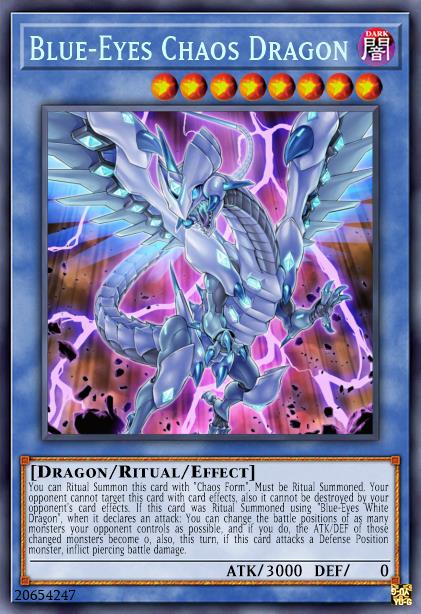 Blue-Eyes Chaos Dragon
DARK
闇
[Dragon/Ritual/Effect]
You can Ritual Summon this card with "Chaos Form". Must be Ritual Summoned. Your
opponent cannot target this card with card effects, also it cannot be destroyed by your
opponent's card effects. If this card was Ritual Summoned using "Blue-Eyes White
Dragon", when it declares an attack: You can change the battle positions of as many
monsters your opponent controls as possible, and if you do, the ATK/DEF of those
changed monsters become 0, also, this turn, if this card attacks a Defense Position
monster, inflict piercing battle damage.
ATK/3000 DEF/ 0
20654247